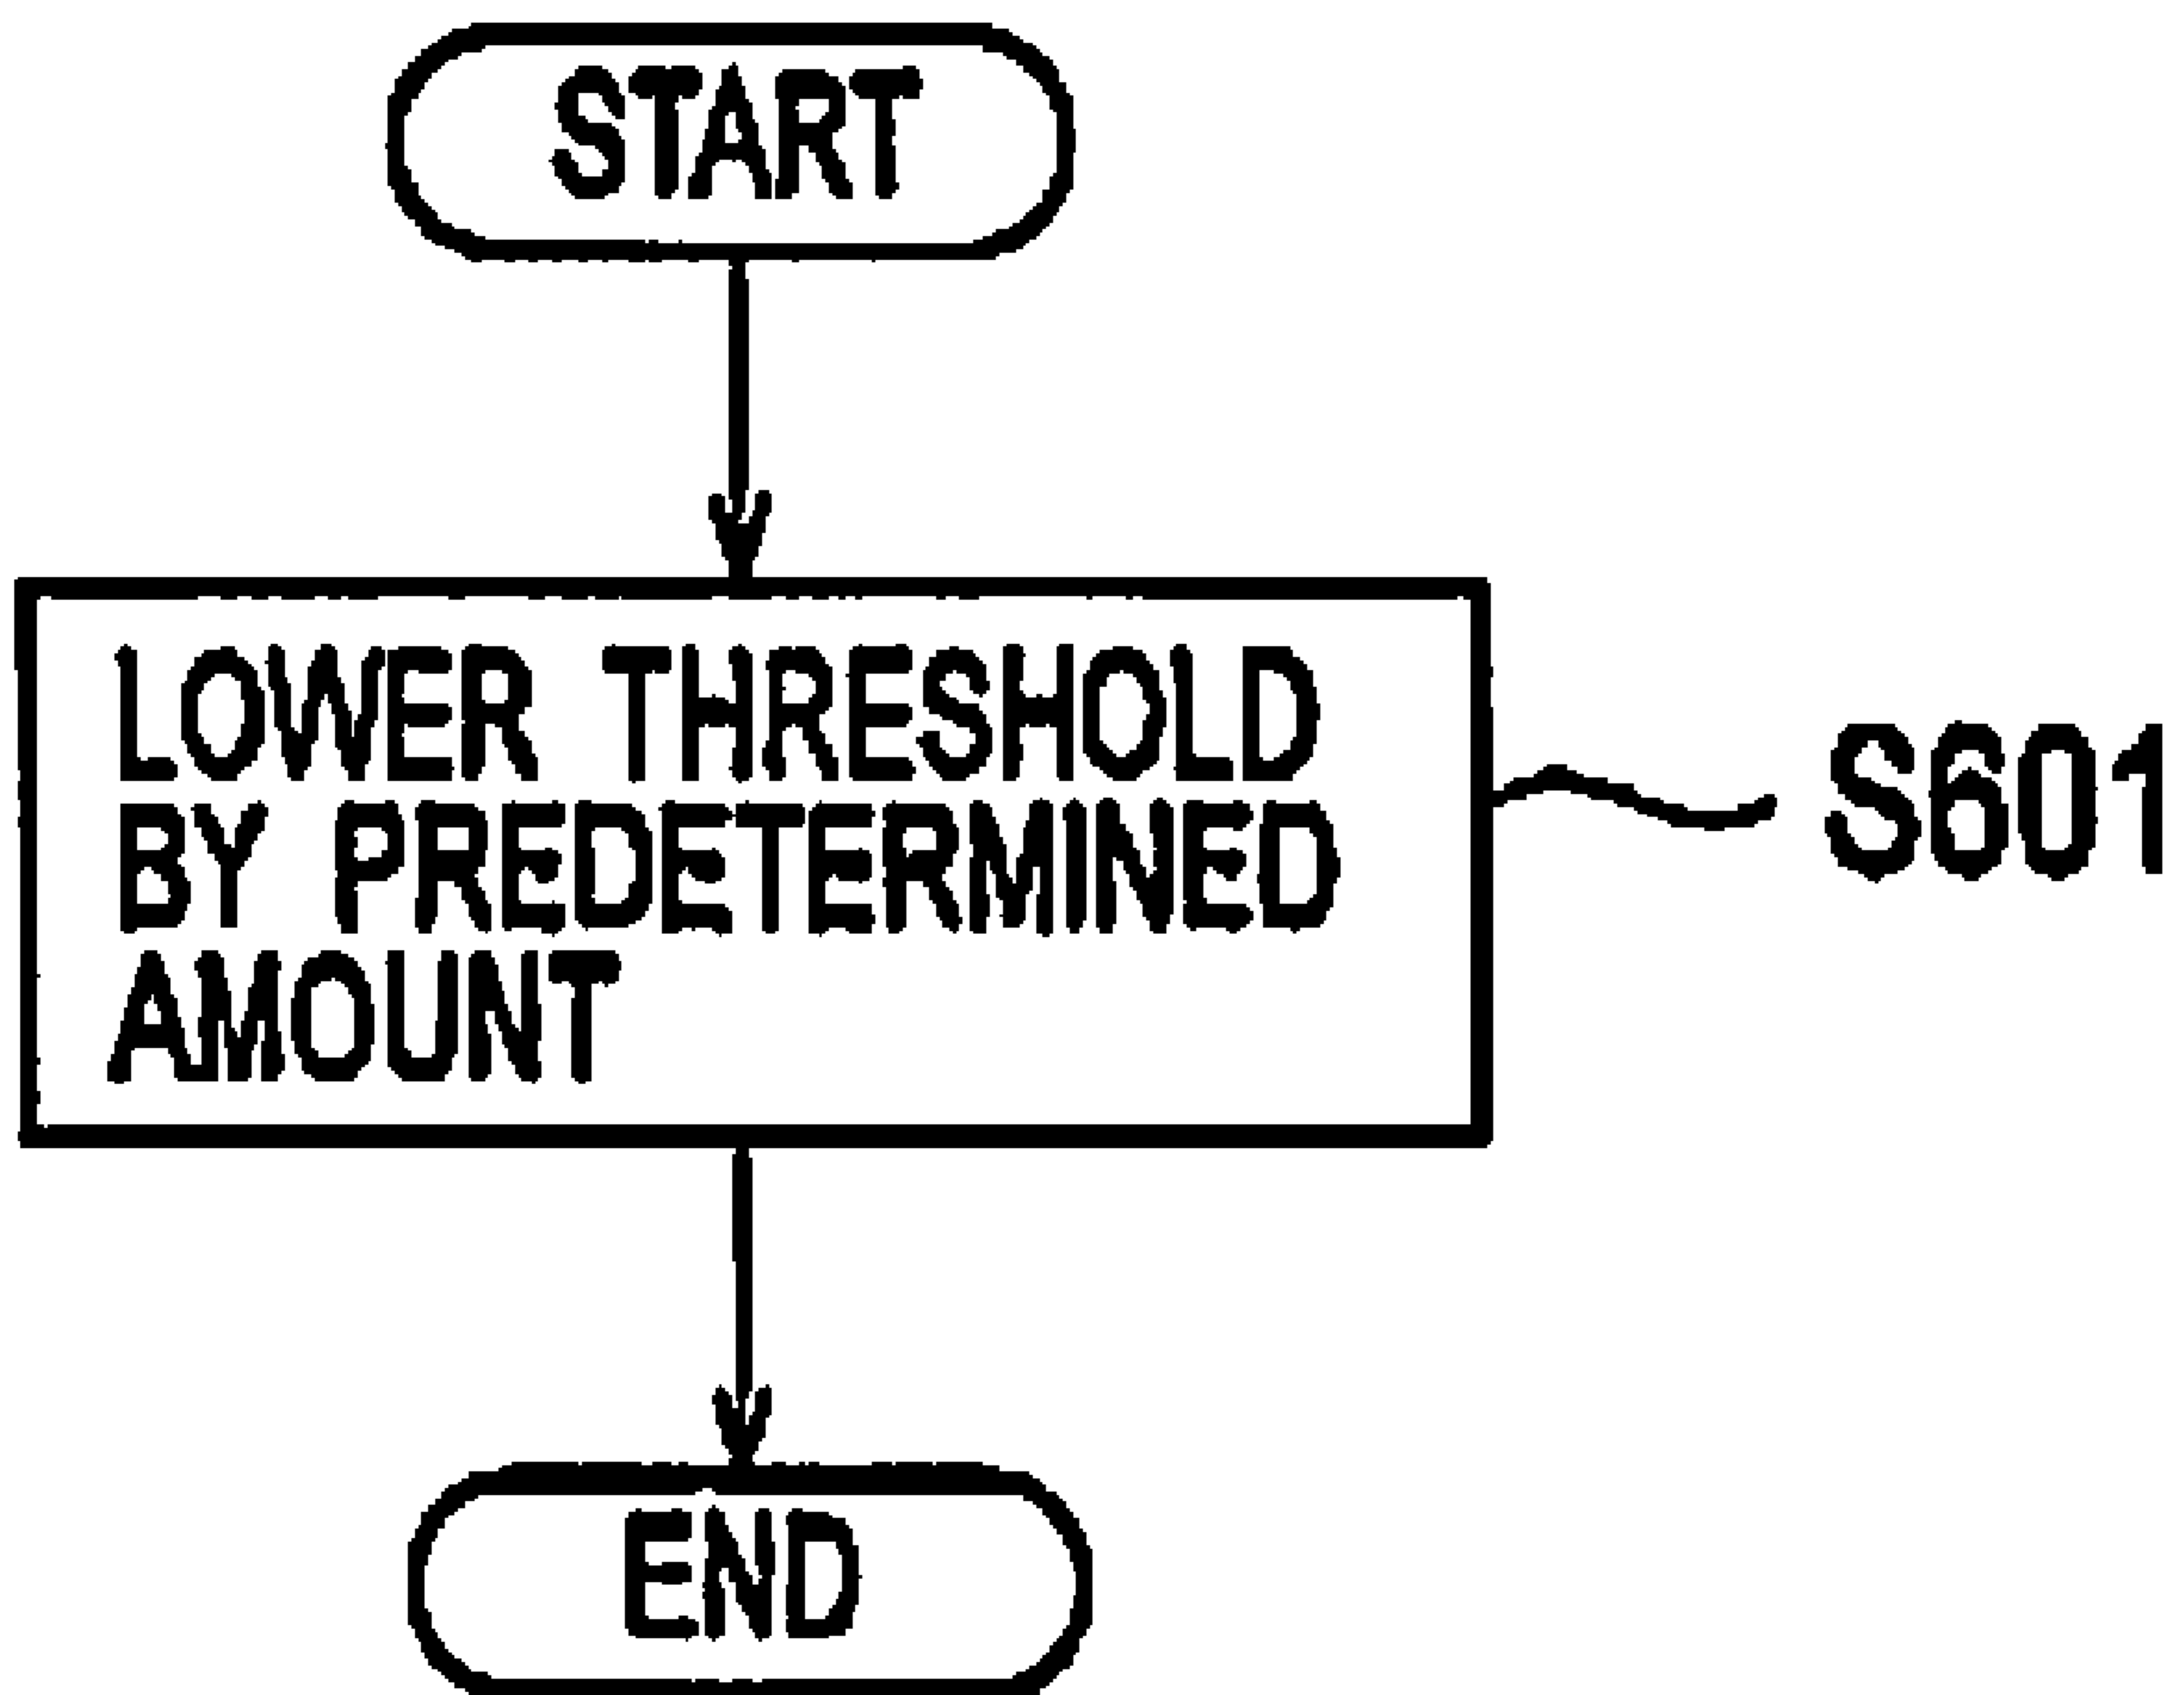 START
LOWER THRESHOLD
BY PREDETERMINED
AMOUNT
S601
END